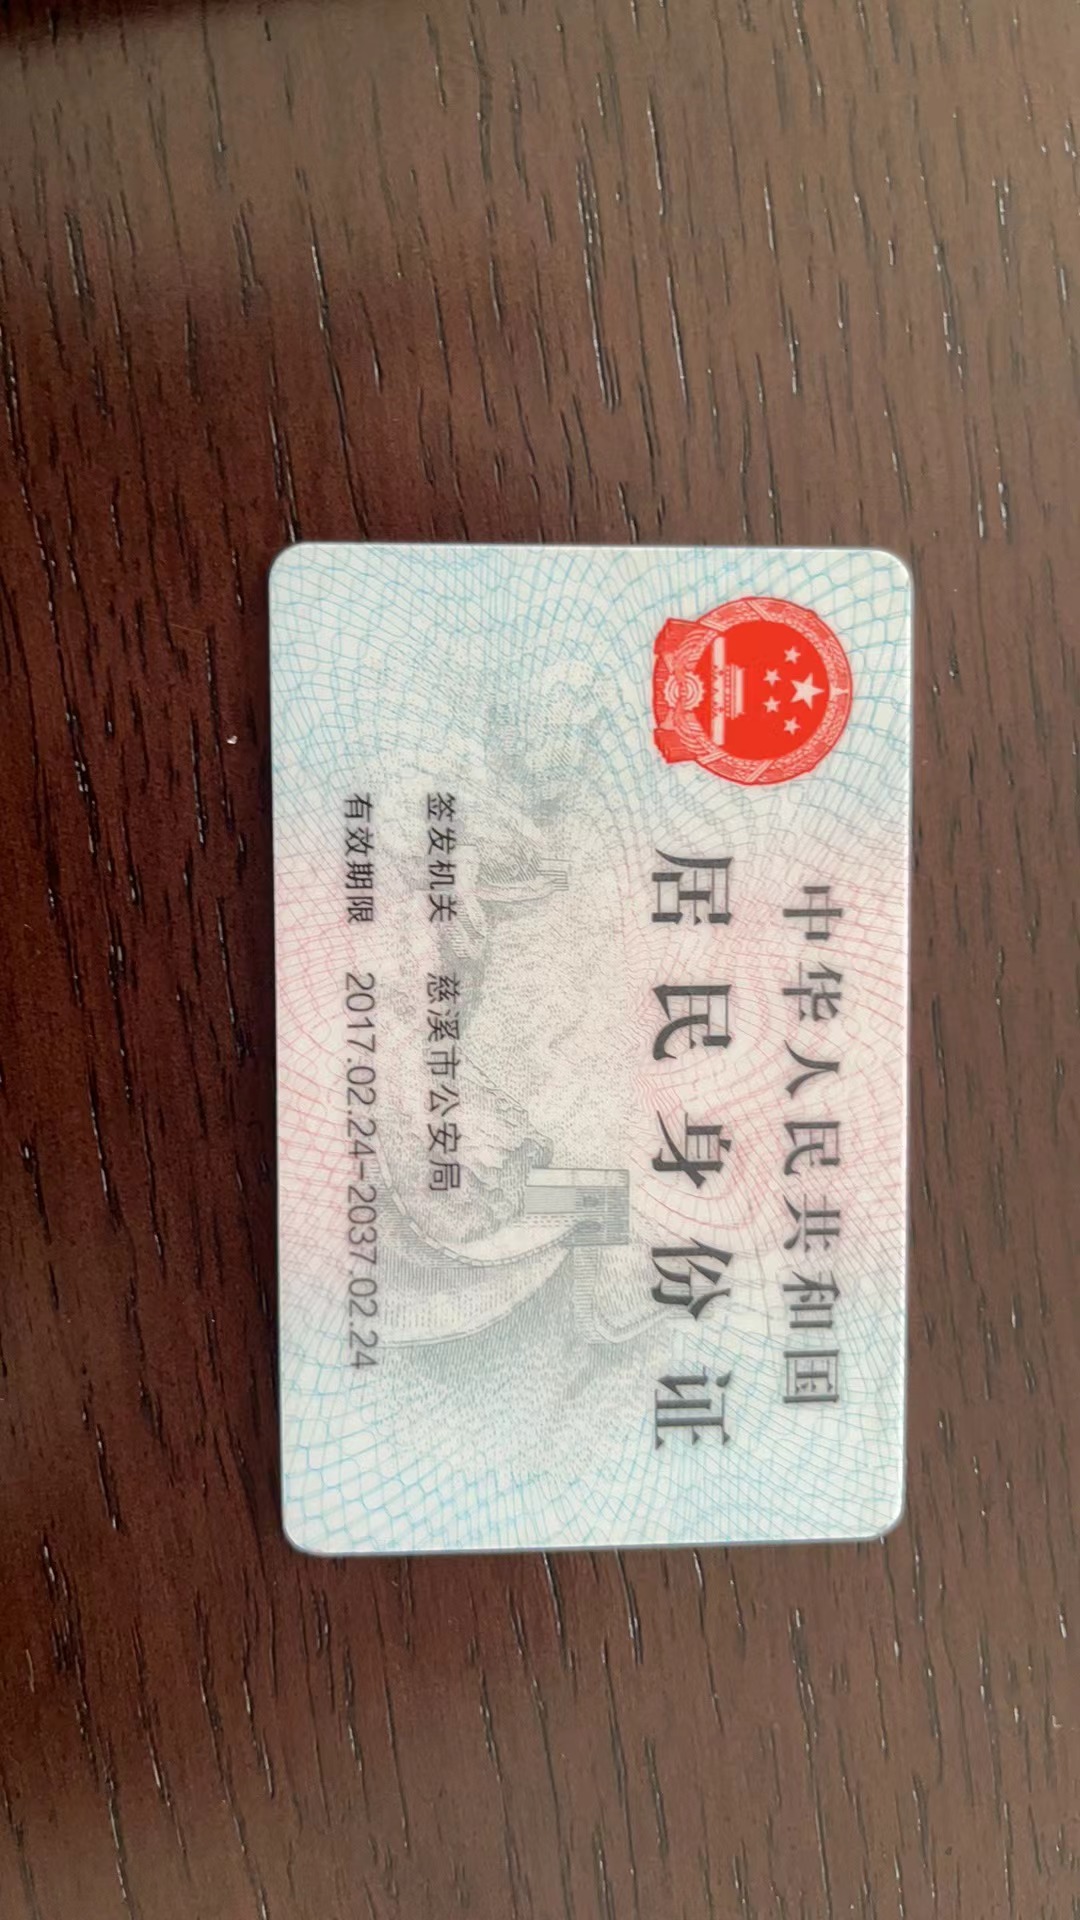 中华人民共和国
居民身份证
签发机关 慈溪市公安局
有效期限 2017.02.24-2037.02.24